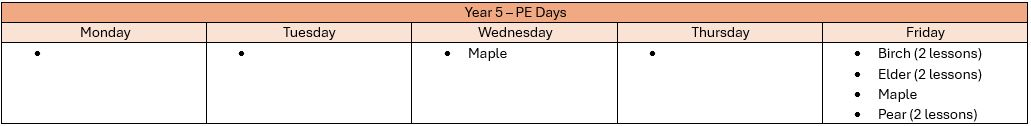 Year 5 – PE Days
Monday Tuesday Wednesday Thursday Friday
• • • Maple • • Birch (2 lessons)
• Elder (2 lessons)
• Maple
• Pear (2 lessons)